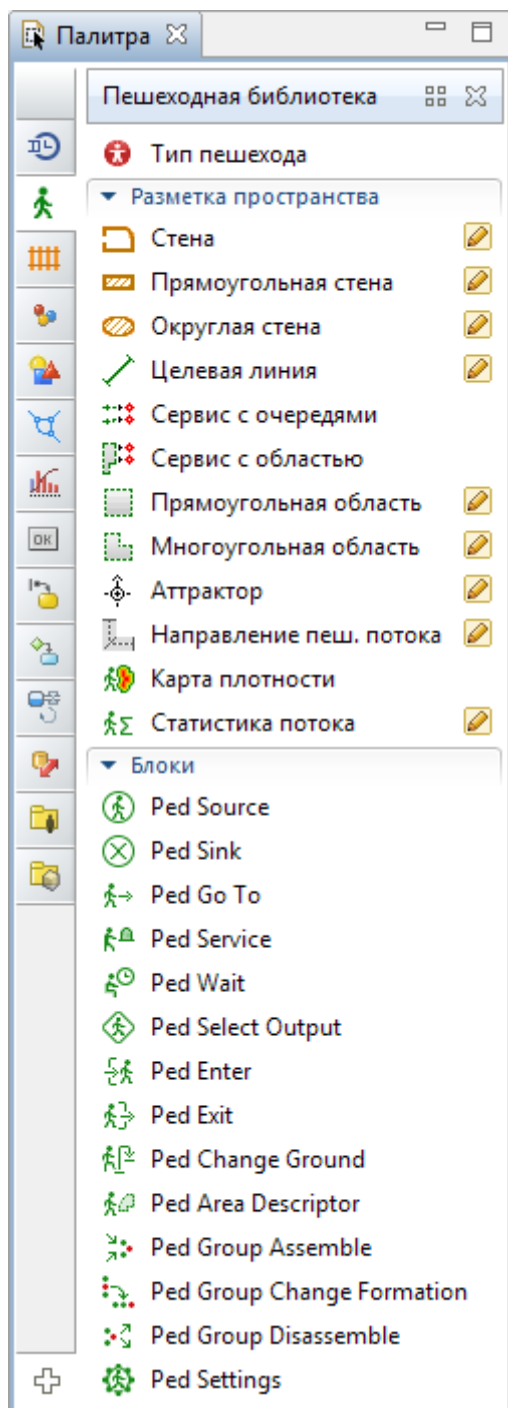 Палитра
Пешеходная библиотека
Тип пешехода
Разметка пространства
Стена
Прямоугольная стена
Округлая стена
Целевая линия
Сервис с очередями
Сервис с областью
Прямоугольная область
Многоугольная область
Аттрактор
Направление пеш. потока
Карта плотности
Статистика потока
Блоки
Ped Source
Ped Sink
Ped Go To
Ped Service
Ped Wait
Ped Select Output
Ped Enter
Ped Exit
Ped Change Ground
Ped Area Descriptor
Ped Group Assemble
Ped Group Change Formation
Ped Group Disassemble
Ped Settings
OK